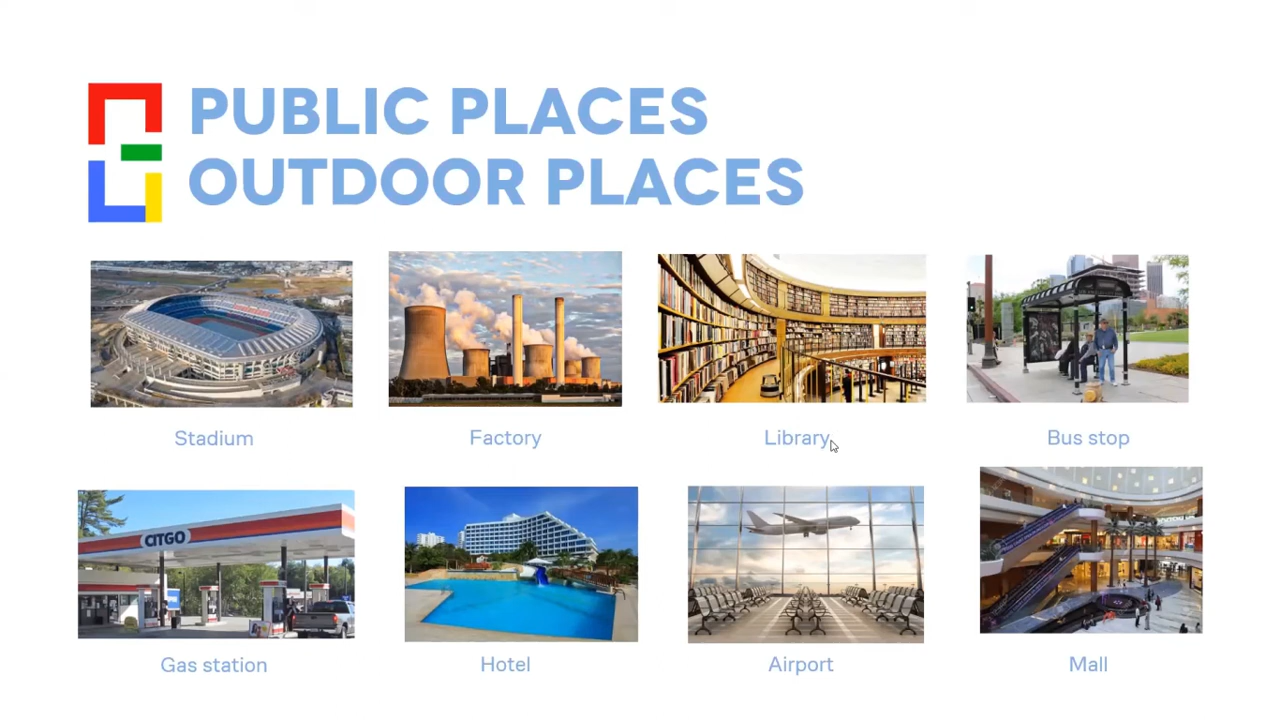 PUBLIC PLACES
OUTDOOR PLACES
Stadium
Factory
Library
Bus stop
CITGO
Gas station
Hotel
Airport
Mall